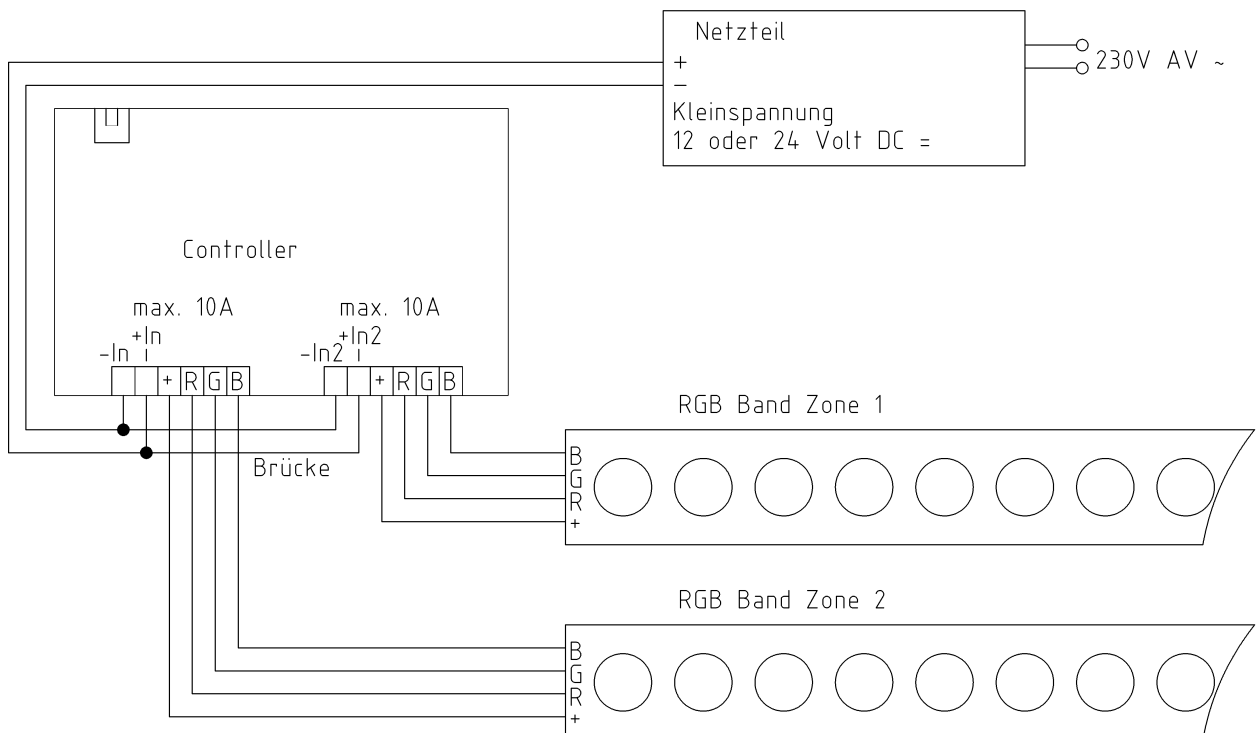 Netzteil
+
230V AV ~
−
Kleinspannung
12 oder 24 Volt DC =
Controller
max. 10A
max. 10A
+In
+In2
-In
-In2
+ R G B
+ R G B
RGB Band Zone 1
Brücke
B
G
R
+
RGB Band Zone 2
B
G
R
+